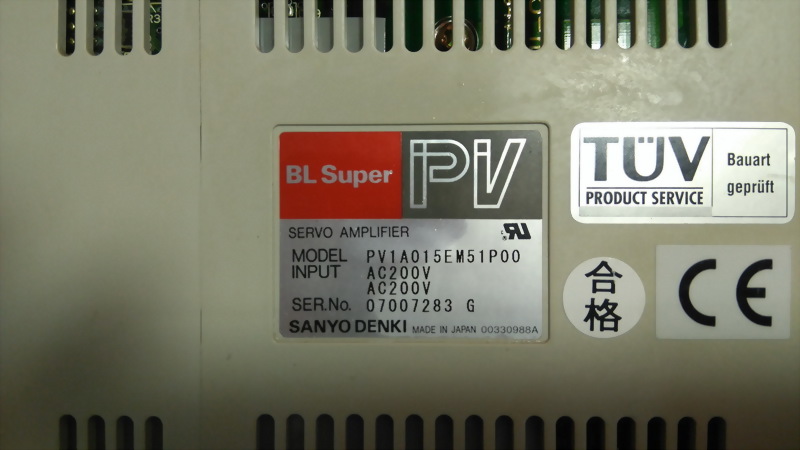 BL Super PV
SERVO AMPLIFIER
MODEL PV1A015EM51P00
INPUT AC200V
AC200V
SER.No. 07007283 G
SANYO DENKI MADE IN JAPAN 00330988A
TÜV
PRODUCT SERVICE
Bauart
geprüft
合格
CE